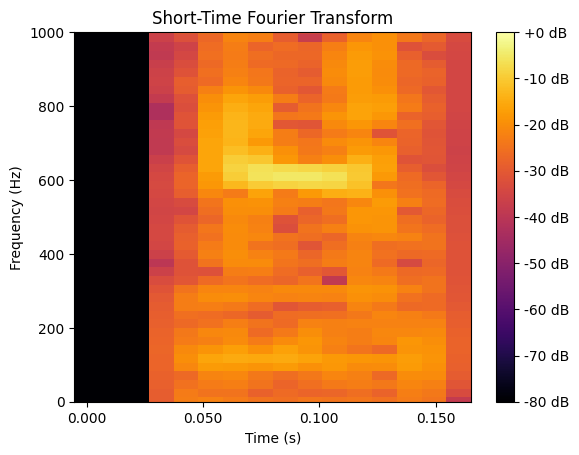 Short-Time Fourier Transform
1000
800
600
400
200
0
Frequency (Hz)
0.000
0.050
0.100
0.150
Time (s)
+0 dB
-10 dB
-20 dB
-30 dB
-40 dB
-50 dB
-60 dB
-70 dB
-80 dB